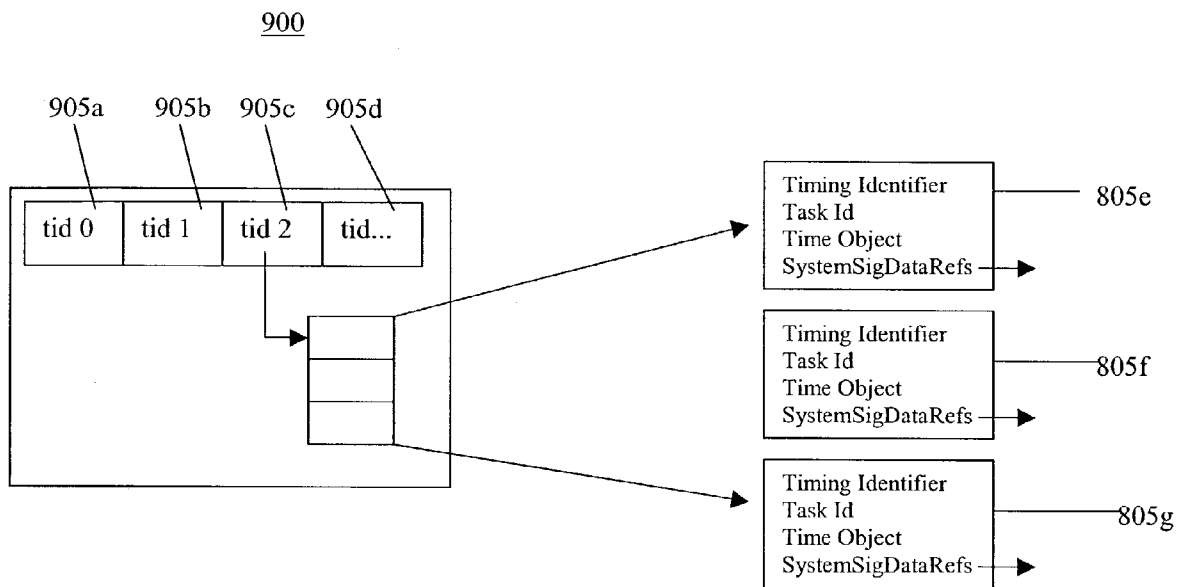 900
905a 905b 905c 905d
tid 0 tid 1 tid 2 tid...
Timing Identifier
Task Id
Time Object
SystemSigDataRefs
805e
Timing Identifier
Task Id
Time Object
SystemSigDataRefs
805f
Timing Identifier
Task Id
Time Object
SystemSigDataRefs
805g